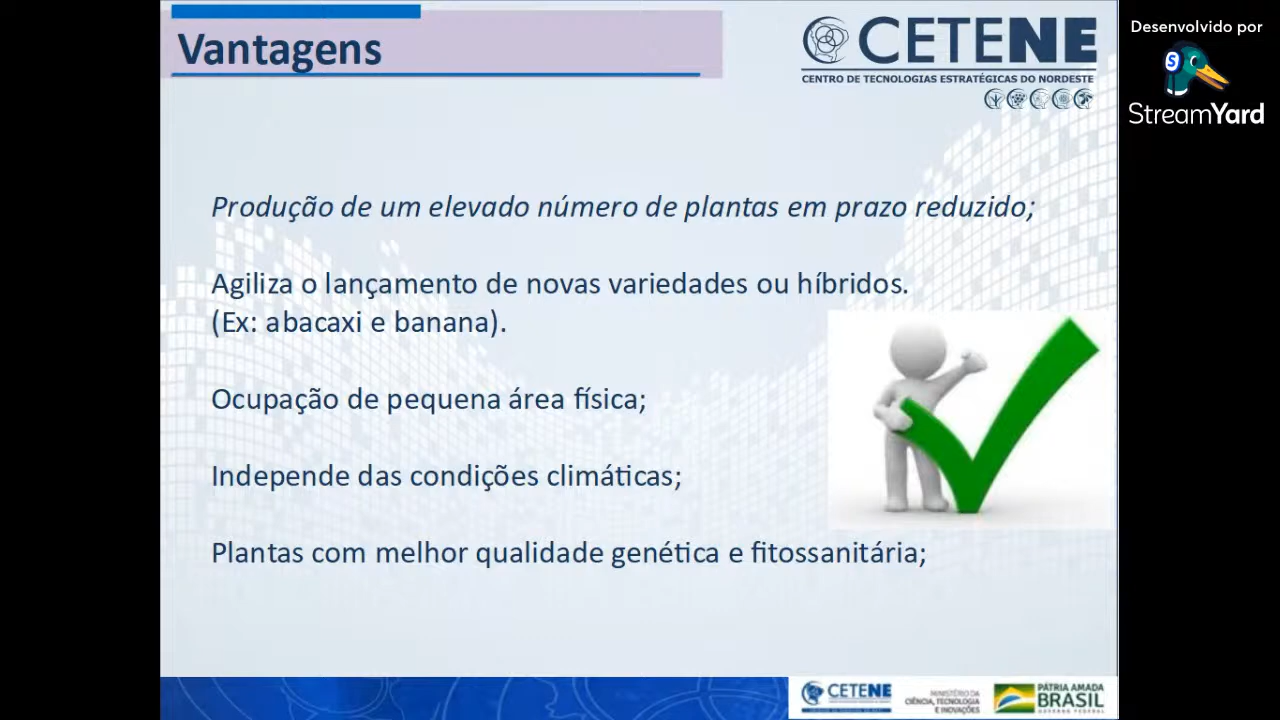 Vantagens
CETENE
CENTRO DE TECNOLOGIAS ESTRATÉGICAS DO NORDESTE
Desenvolvido por
StreamYard
Produção de um elevado número de plantas em prazo reduzido;
Agiliza o lançamento de novas variedades ou híbridos.
(Ex: abacaxi e banana).
Ocupação de pequena área física;
Independe das condições climáticas;
Plantas com melhor qualidade genética e fitossanitária;
CETENE
MINISTÉRIO DA
CIÊNCIA, TECNOLOGIA
E INOVAÇÕES
PÁTRIA AMADA
BRASIL
GOVERNO FEDERAL